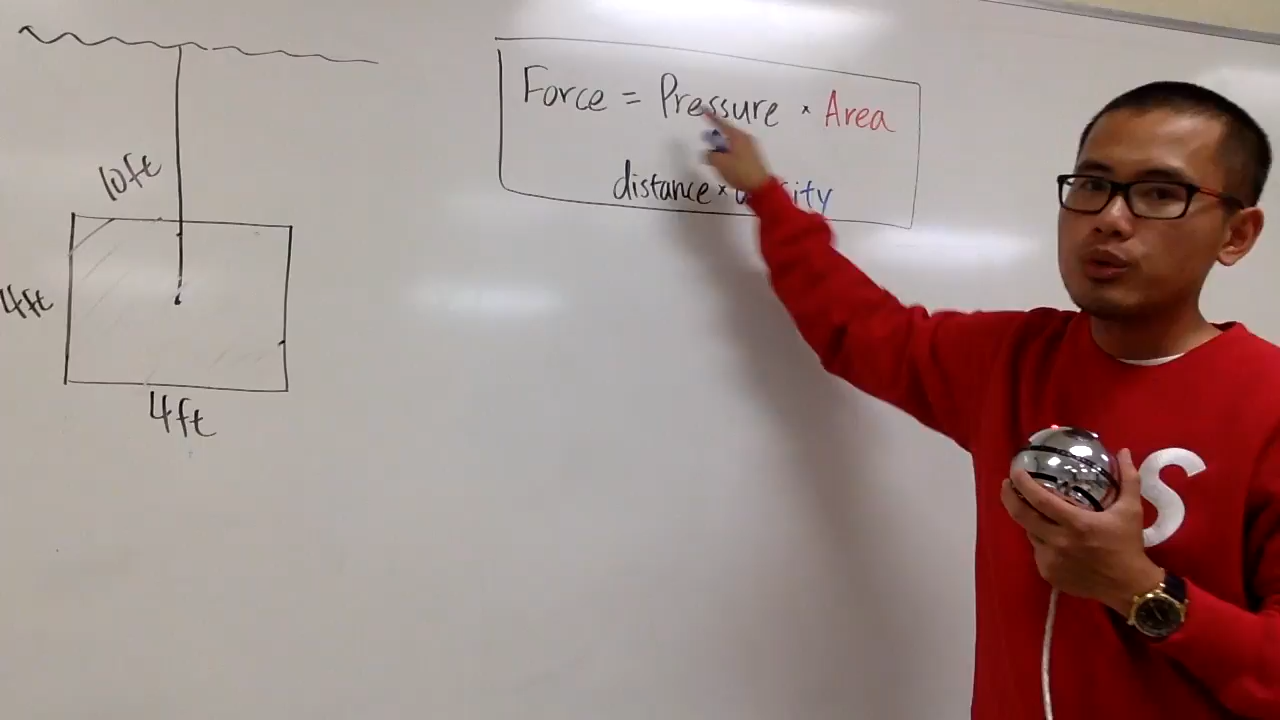 Force = Pressure · Area
distance ×
10ft
4ft
4ft
S